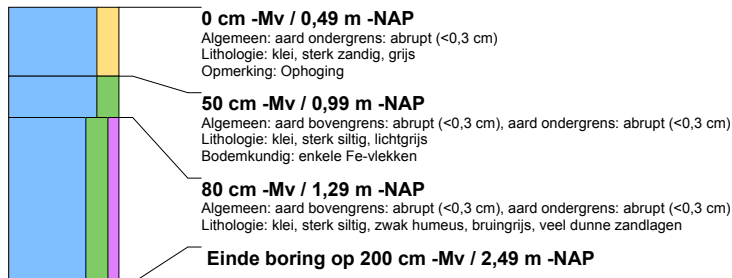 0 cm -Mv / 0,49 m -NAP
Algemeen: aard ondergrens: abrupt (<0,3 cm)
Lithologie: klei, sterk zandig, grijs
Opmerking: Ophoging
50 cm -Mv / 0,99 m -NAP
Algemeen: aard bovengrens: abrupt (<0,3 cm), aard ondergrens: abrupt (<0,3 cm)
Lithologie: klei, sterk siltig, lichtgrijs
Bodemkundig: enkele Fe-vlekken
80 cm -Mv / 1,29 m -NAP
Algemeen: aard bovengrens: abrupt (<0,3 cm), aard ondergrens: abrupt (<0,3 cm)
Lithologie: klei, sterk siltig, zwak humeus, bruingrijs, veel dunne zandlagen
Einde boring op 200 cm -Mv / 2,49 m -NAP